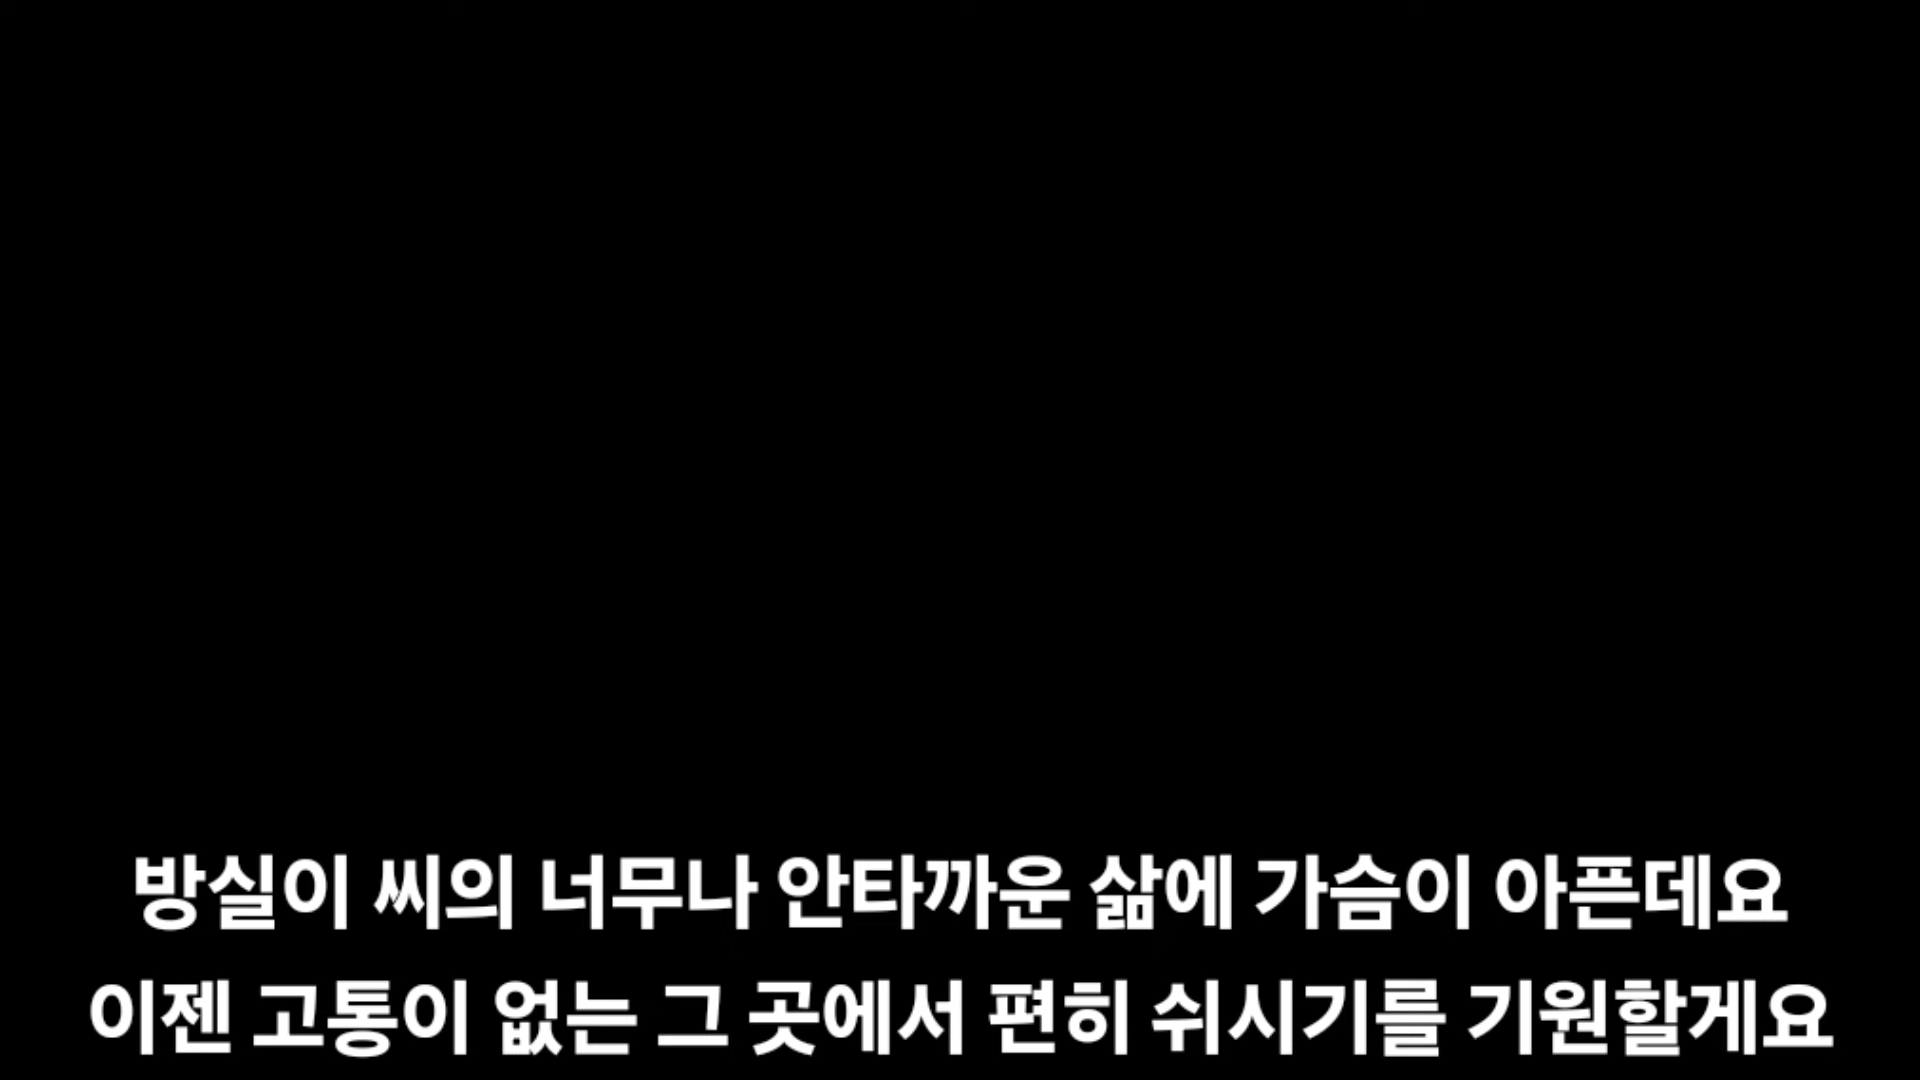 방실이 씨의 너무나 안타까운 삶에 가슴이 아픈데요
이젠 고통이 없는 그 곳에서 편히 쉬시기를 기원할게요